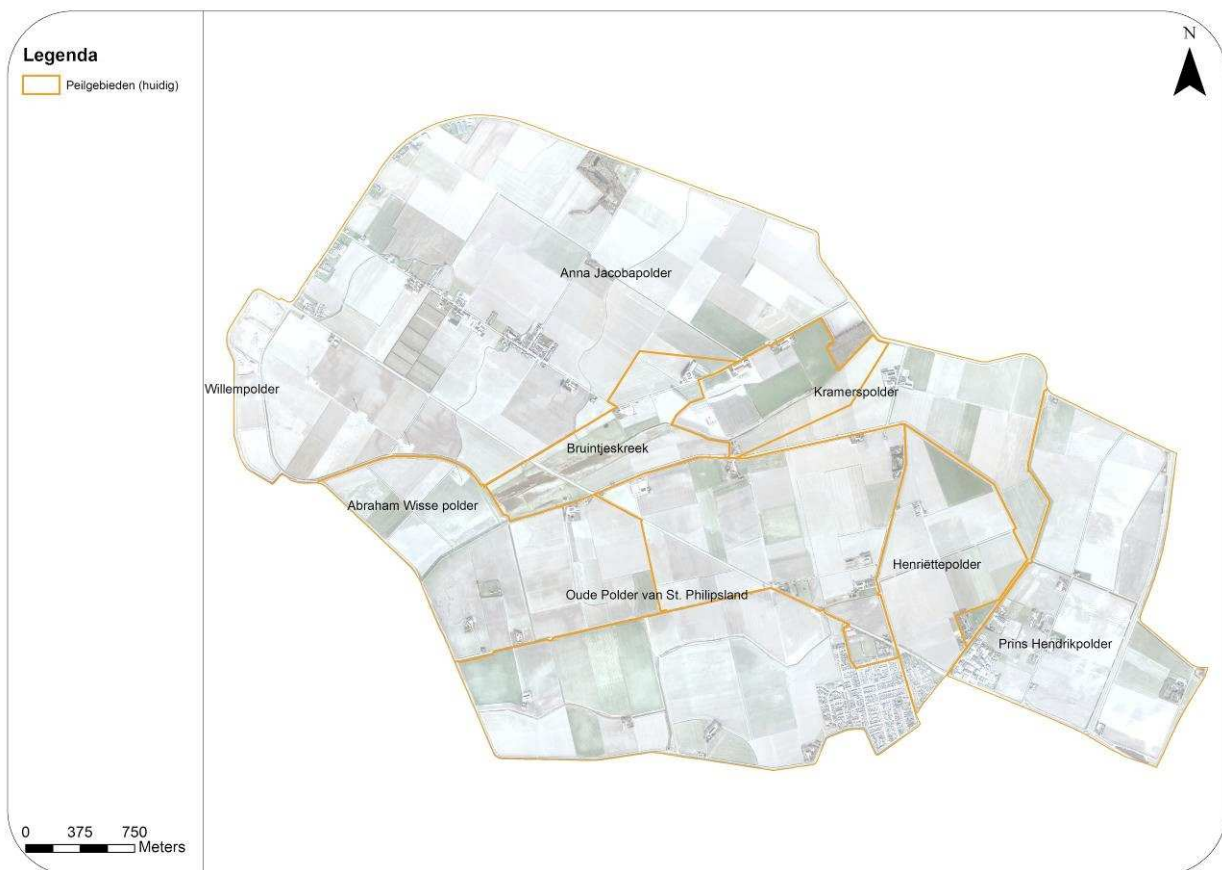 Legenda
Peilgebieden (huidig)
N
Anna Jacobapolder
Willempolder
Kramerspolder
Bruintjeskreek
Abraham Wisse polder
Henriëttepolder
Oude Polder van St. Philipsland
Prins Hendrikpolder
0 375 750
Meters